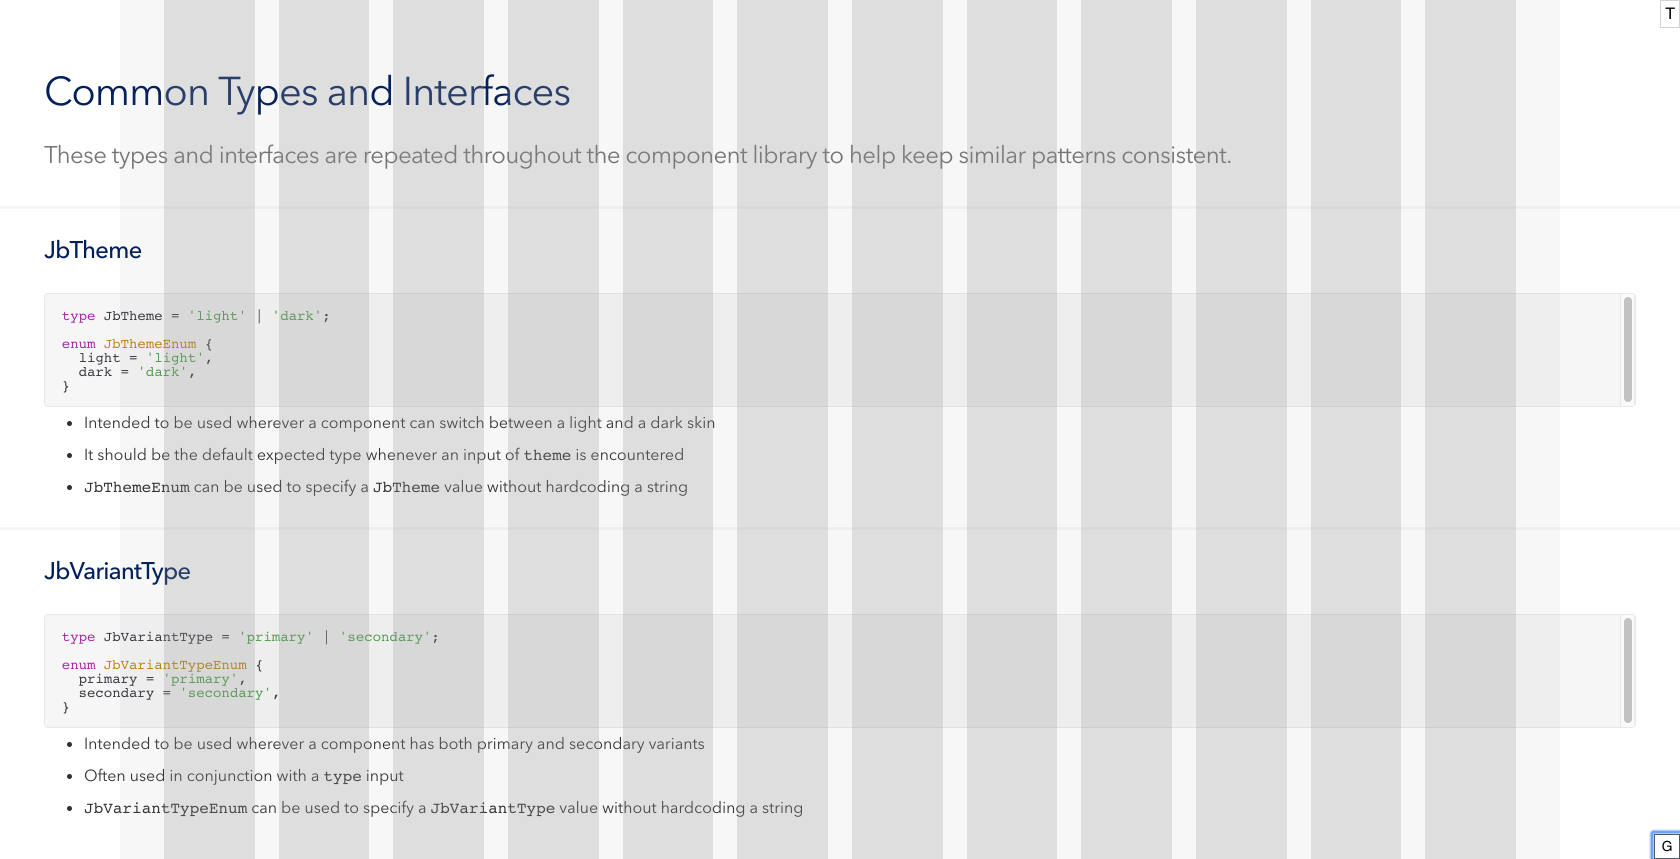 T
Common Types and Interfaces
These types and interfaces are repeated throughout the component library to help keep similar patterns consistent.
JbTheme
type JbTheme = 'light' | 'dark';
enum JbThemeEnum {
  light = 'light',
  dark = 'dark',
}
• Intended to be used wherever a component can switch between a light and a dark skin
• It should be the default expected type whenever an input of theme is encountered
• JbThemeEnum can be used to specify a JbTheme value without hardcoding a string
JbVariantType
type JbVariantType = 'primary' | 'secondary';
enum JbVariantTypeEnum {
  primary = 'primary',
  secondary = 'secondary',
}
• Intended to be used wherever a component has both primary and secondary variants
• Often used in conjunction with a type input
• JbVariantTypeEnum can be used to specify a JbVariantType value without hardcoding a string
G